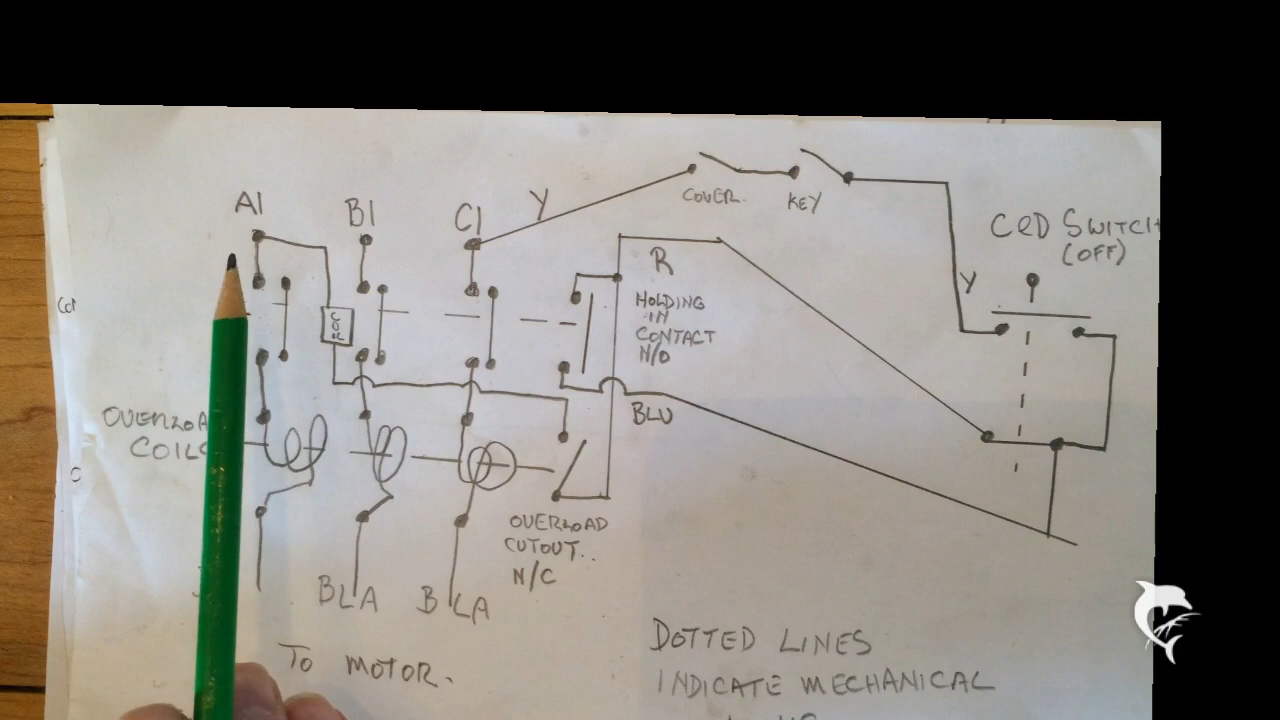 A1
B1
C1
Y
COVER.
KEY
CRD SWITCH
(OFF)
Y
R
HOLDING
IN
CONTACT
N/O
BLU
OVERLOA
COIL
OVERLOAD
CUTOUT..
N/C
BLA
BLA
TO MOTOR.
DOTTED LINES
INDICATE MECHANICAL